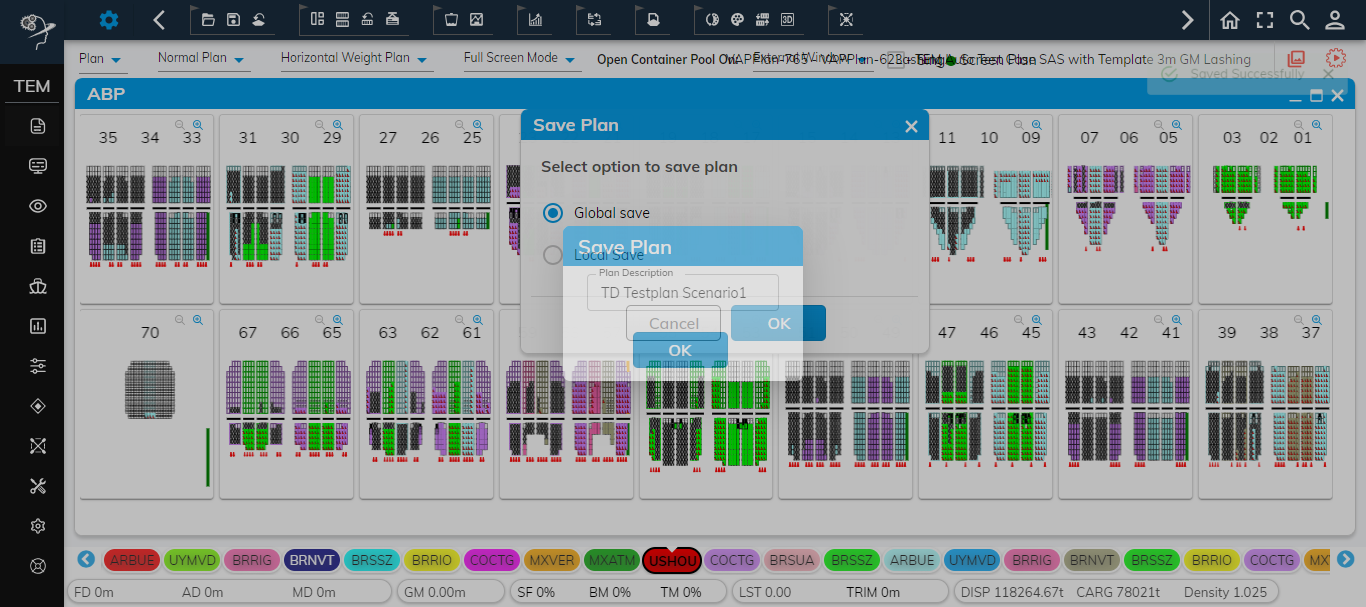 TEM
3D
Plan
Normal Plan
Horizontal Weight Plan
Full Screen Mode
Open Container Pool On
External Window
Test Plan SAS with Template 3m GM Lashing
Saved Successfully
ABP
35 34 33
31 30 29
27 26 25
11 10 09
07 06 05
03 02 01
Save Plan
Select option to save plan
Global save
Local Save
Cancel
OK
Save Plan
Plan Description
TD Testplan Scenario1
OK
70
67 66 65
63 62 61
47 46 45
43 42 41
39 38 37
ARBUE UYMVD BRRIG BRNVT BRSSZ BRRIO COCTG MXVER MXATM USHOU COCTG BRSUA BRSSZ ARBUE UYMVD BRRIG BRNVT BRSSZ BRRIO COCTG
FD 0m AD 0m MD 0m GM 0.00m SF 0% BM 0% TM 0% LST 0.00 TRIM 0m DISP 118264.67t CARG 78021t Density 1.025